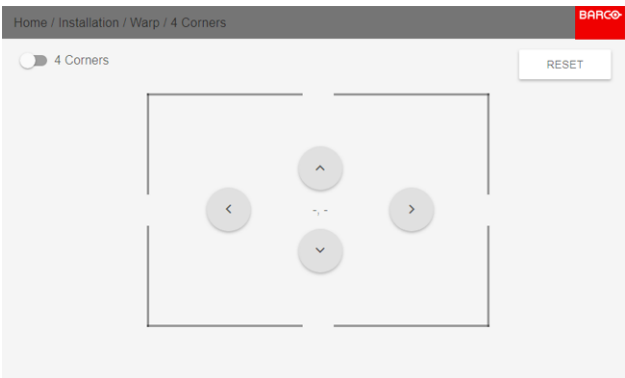 Home / Installation / Warp / 4 Corners
BARCO
4 Corners
RESET
-, -